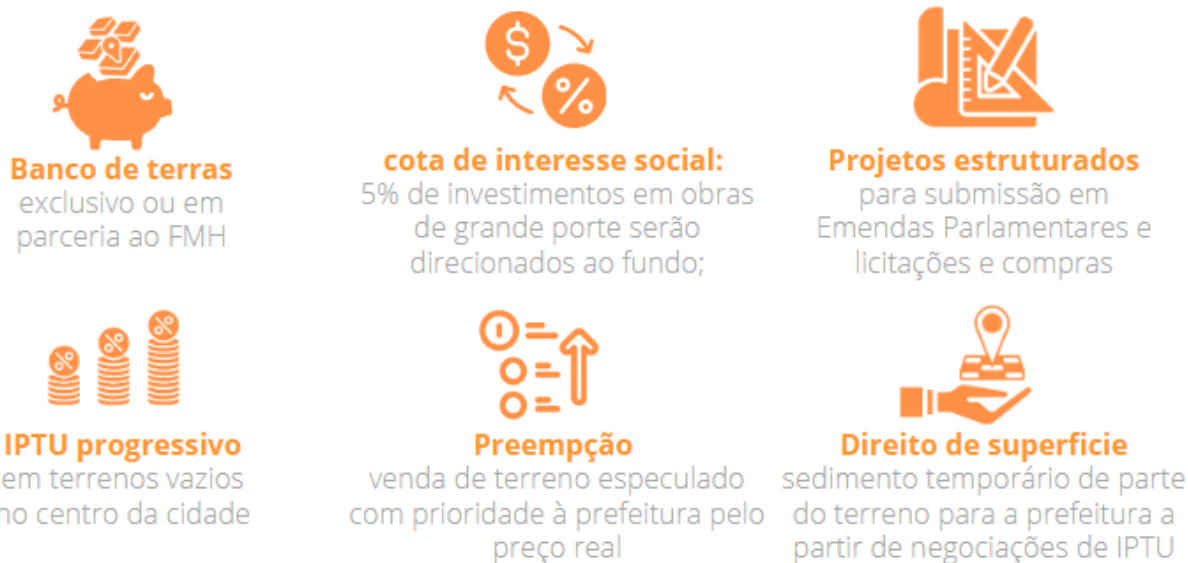 Banco de terras
exclusivo ou em
parceria ao FMH
cota de interesse social:
5% de investimentos em obras
de grande porte serão
direcionados ao fundo;
Projetos estruturados
para submissão em
Emendas Parlamentares e
licitações e compras
IPTU progressivo
em terrenos vazios
no centro da cidade
Preempção
venda de terreno especulado
com prioridade à prefeitura pelo
preço real
Direito de superficie
sedimento temporário de parte
do terreno para a prefeitura a
partir de negociações de IPTU